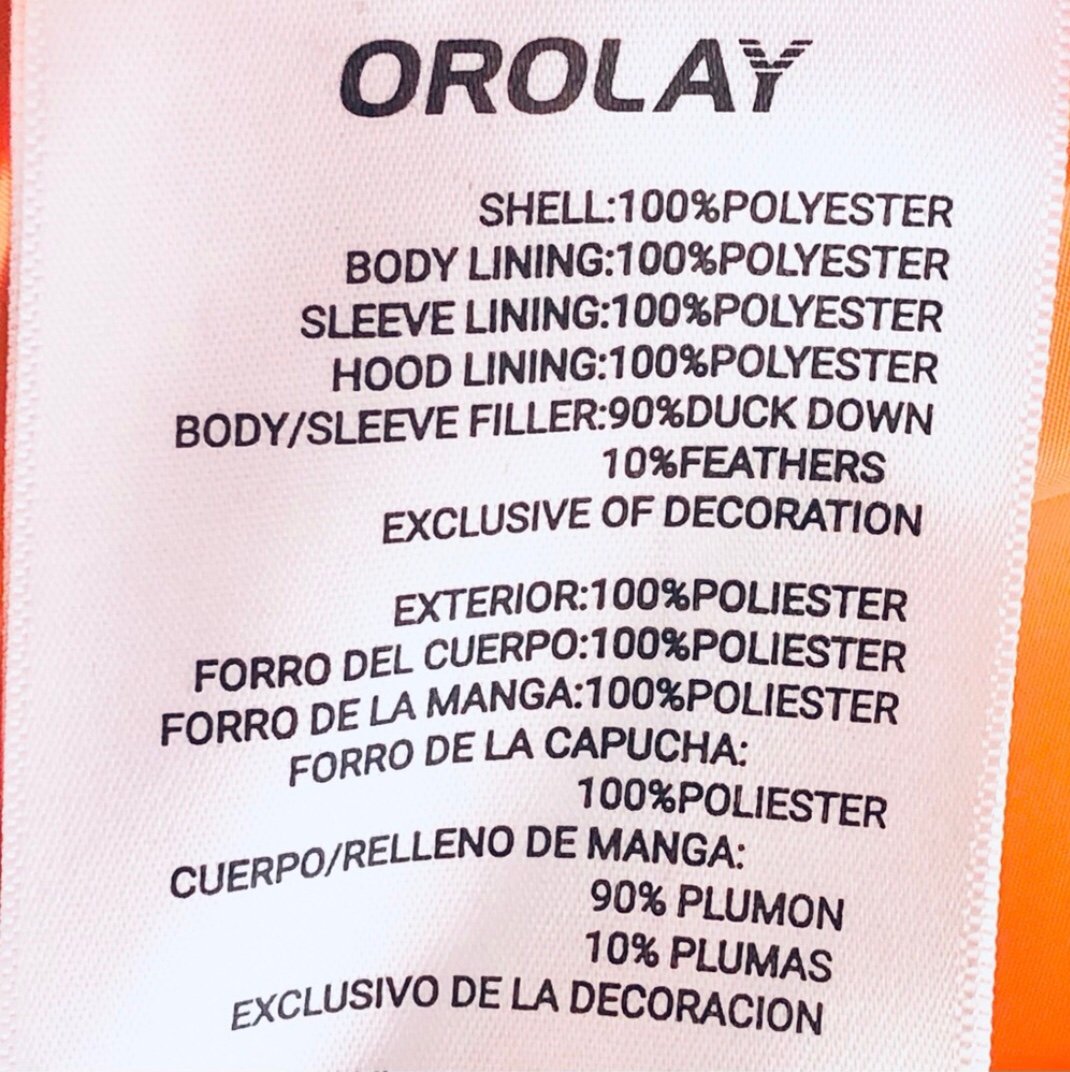 OROLAY
SHELL:100%POLYESTER
BODY LINING:100%POLYESTER
SLEEVE LINING:100%POLYESTER
HOOD LINING:100%POLYESTER
BODY/SLEEVE FILLER:90%DUCK DOWN
10%FEATHERS
EXCLUSIVE OF DECORATION
EXTERIOR:100%POLIESTER
FORRO DEL CUERPO:100%POLIESTER
FORRO DE LA MANGA:100%POLIESTER
FORRO DE LA CAPUCHA:
100%POLIESTER
CUERPO/RELLENO DE MANGA:
90% PLUMON
10% PLUMAS
EXCLUSIVO DE LA DECORACION